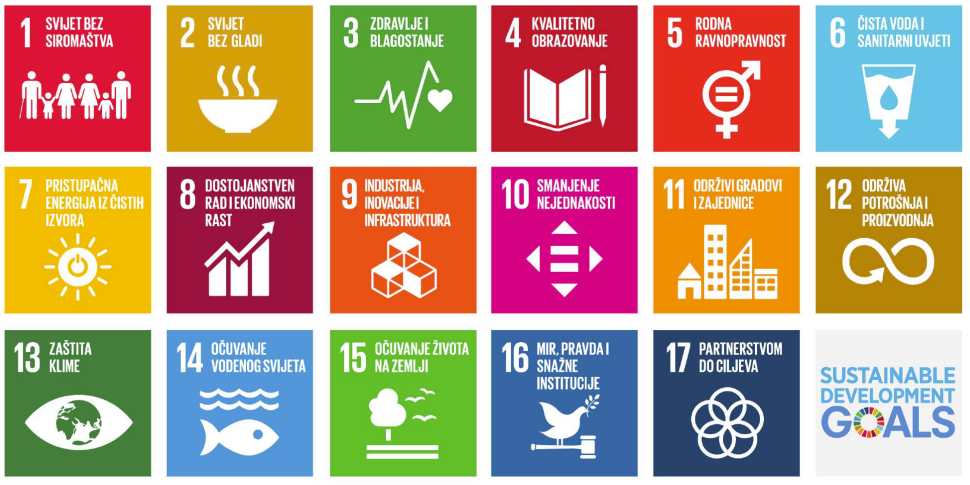 1 SVIJET BEZ
SIROMAŠTVA
2 SVIJET
BEZ GLADI
3 ZDRAVLJE I
BLAGOSTANJE
4 KVALITETNO
OBRAZOVANJE
5 RODNA
RAVNOPRAVNOST
6 ČISTA VODA I
SANITARNI UVJETI
7 PRISTUPAČNA
ENERGIJA IZ ČISTIH
IZVORA
8 DOSTOJANSTVEN
RAD I EKONOMSKI
RAST
9 INDUSTRIJA,
INOVACIJE I
INFRASTRUKTURA
10 SMANJENJE
NEJEDNAKOSTI
11 ODRŽIVI GRADOVI
I ZAJEDNICE
12 ODRŽIVA
POTROŠNJA I
PROIZVODNJA
13 ZAŠTITA
KLIME
14 OČUVANJE
VODENOG SVIJETA
15 OČUVANJE ŽIVOTA
NA ZEMLJI
16 MIR, PRAVDA I
SNAŽNE
INSTITUCIJE
17 PARTNERSTVOM
DO CILJEVA
SUSTAINABLE
DEVELOPMENT
GOALS